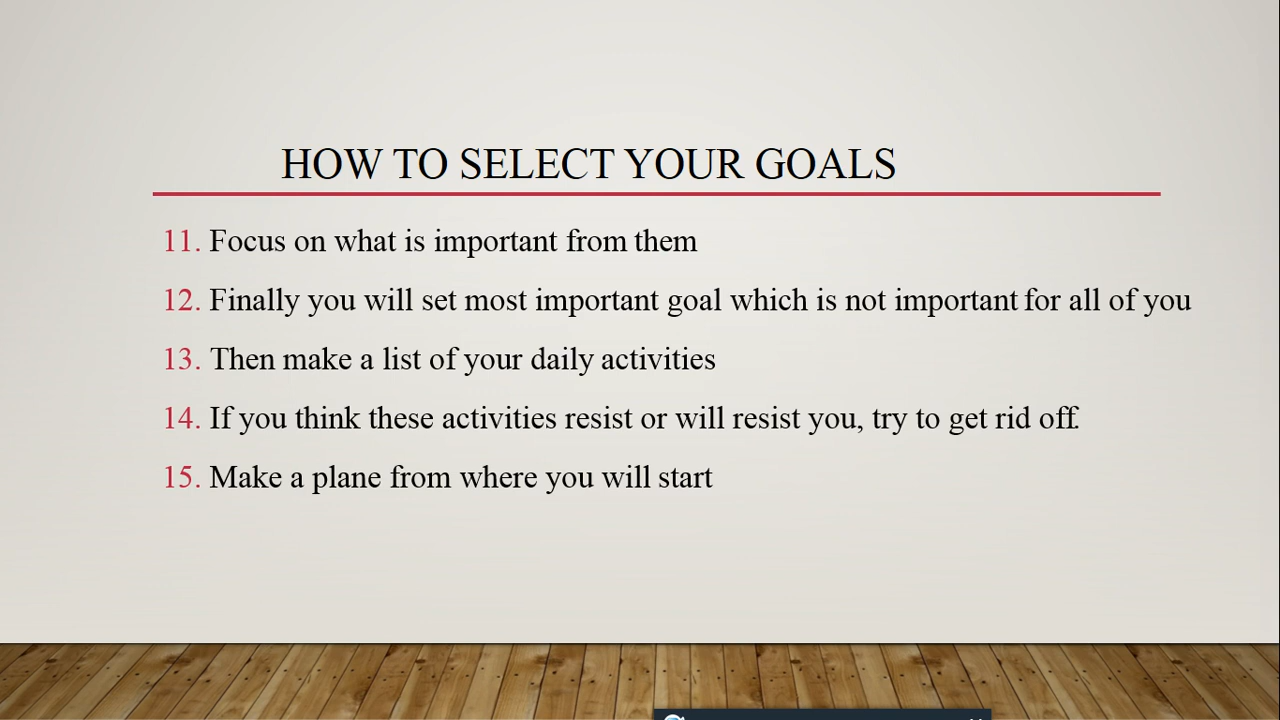 HOW TO SELECT YOUR GOALS
11. Focus on what is important from them
12. Finally you will set most important goal which is not important for all of you
13. Then make a list of your daily activities
14. If you think these activities resist or will resist you, try to get rid off.
15. Make a plane from where you will start